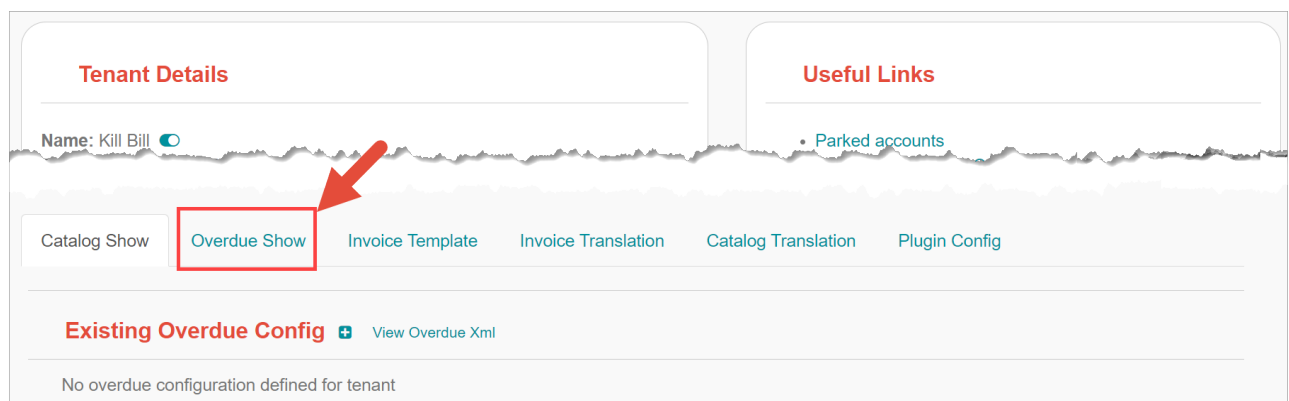 Tenant Details
Useful Links
Name: Kill Bill
• Parked accounts
Catalog Show
Overdue Show
Invoice Template
Invoice Translation
Catalog Translation
Plugin Config
Existing Overdue Config
View Overdue Xml
No overdue configuration defined for tenant